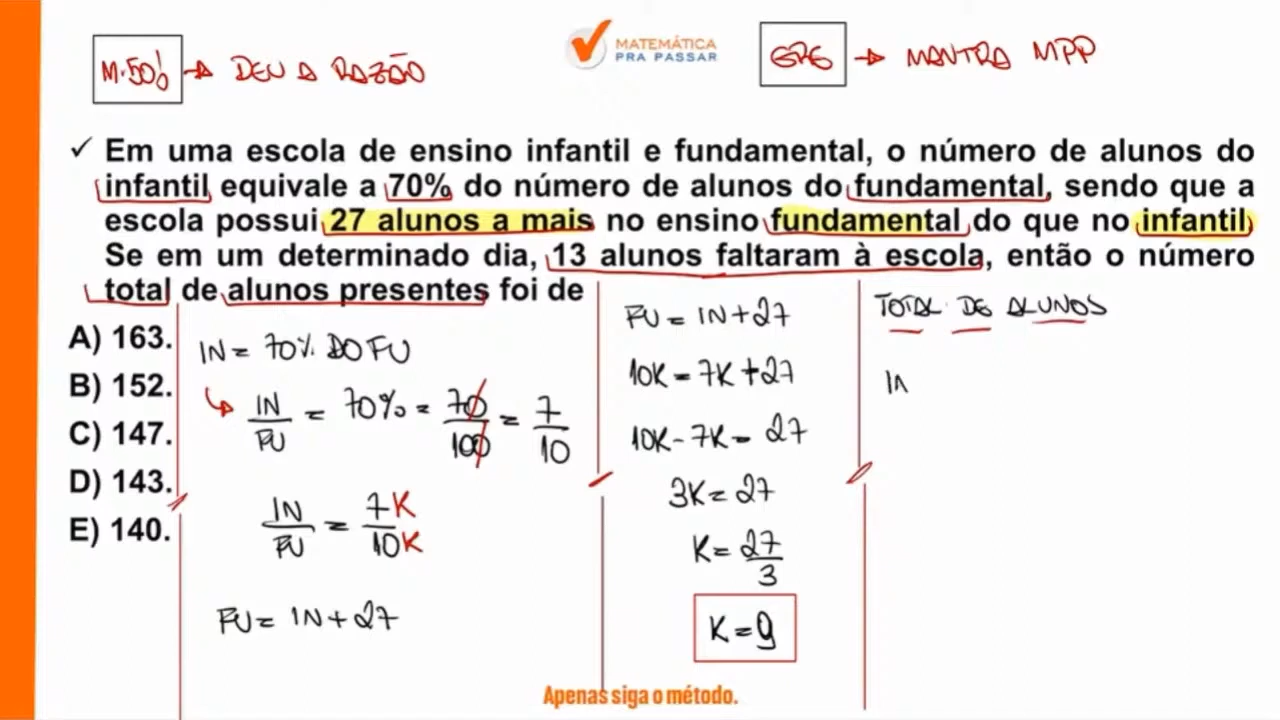 M.50!
→ DEU A RAZÃO
MATEMÁTICA
PRA PASSAR
→ MANTRA MPP
✓ Em uma escola de ensino infantil e fundamental, o número de alunos do
infantil equivale a 70% do número de alunos do fundamental, sendo que a
escola possui 27 alunos a mais no ensino fundamental do que no infantil.
Se em um determinado dia, 13 alunos faltaram à escola, então o número
total de alunos presentes foi de
A) 163.
B) 152.
C) 147.
D) 143.
E) 140.
IN = 70% DO FU
IN/FU = 70% = 70/100 = 7/10
IN/FU = 7K/10K
FU = IN + 27
FU = IN + 27
10K = 7K + 27
10K - 7K = 27
3K = 27
K = 27/3
K = 9
TOTAL DE ALUNOS
IN
Apenas siga o método.